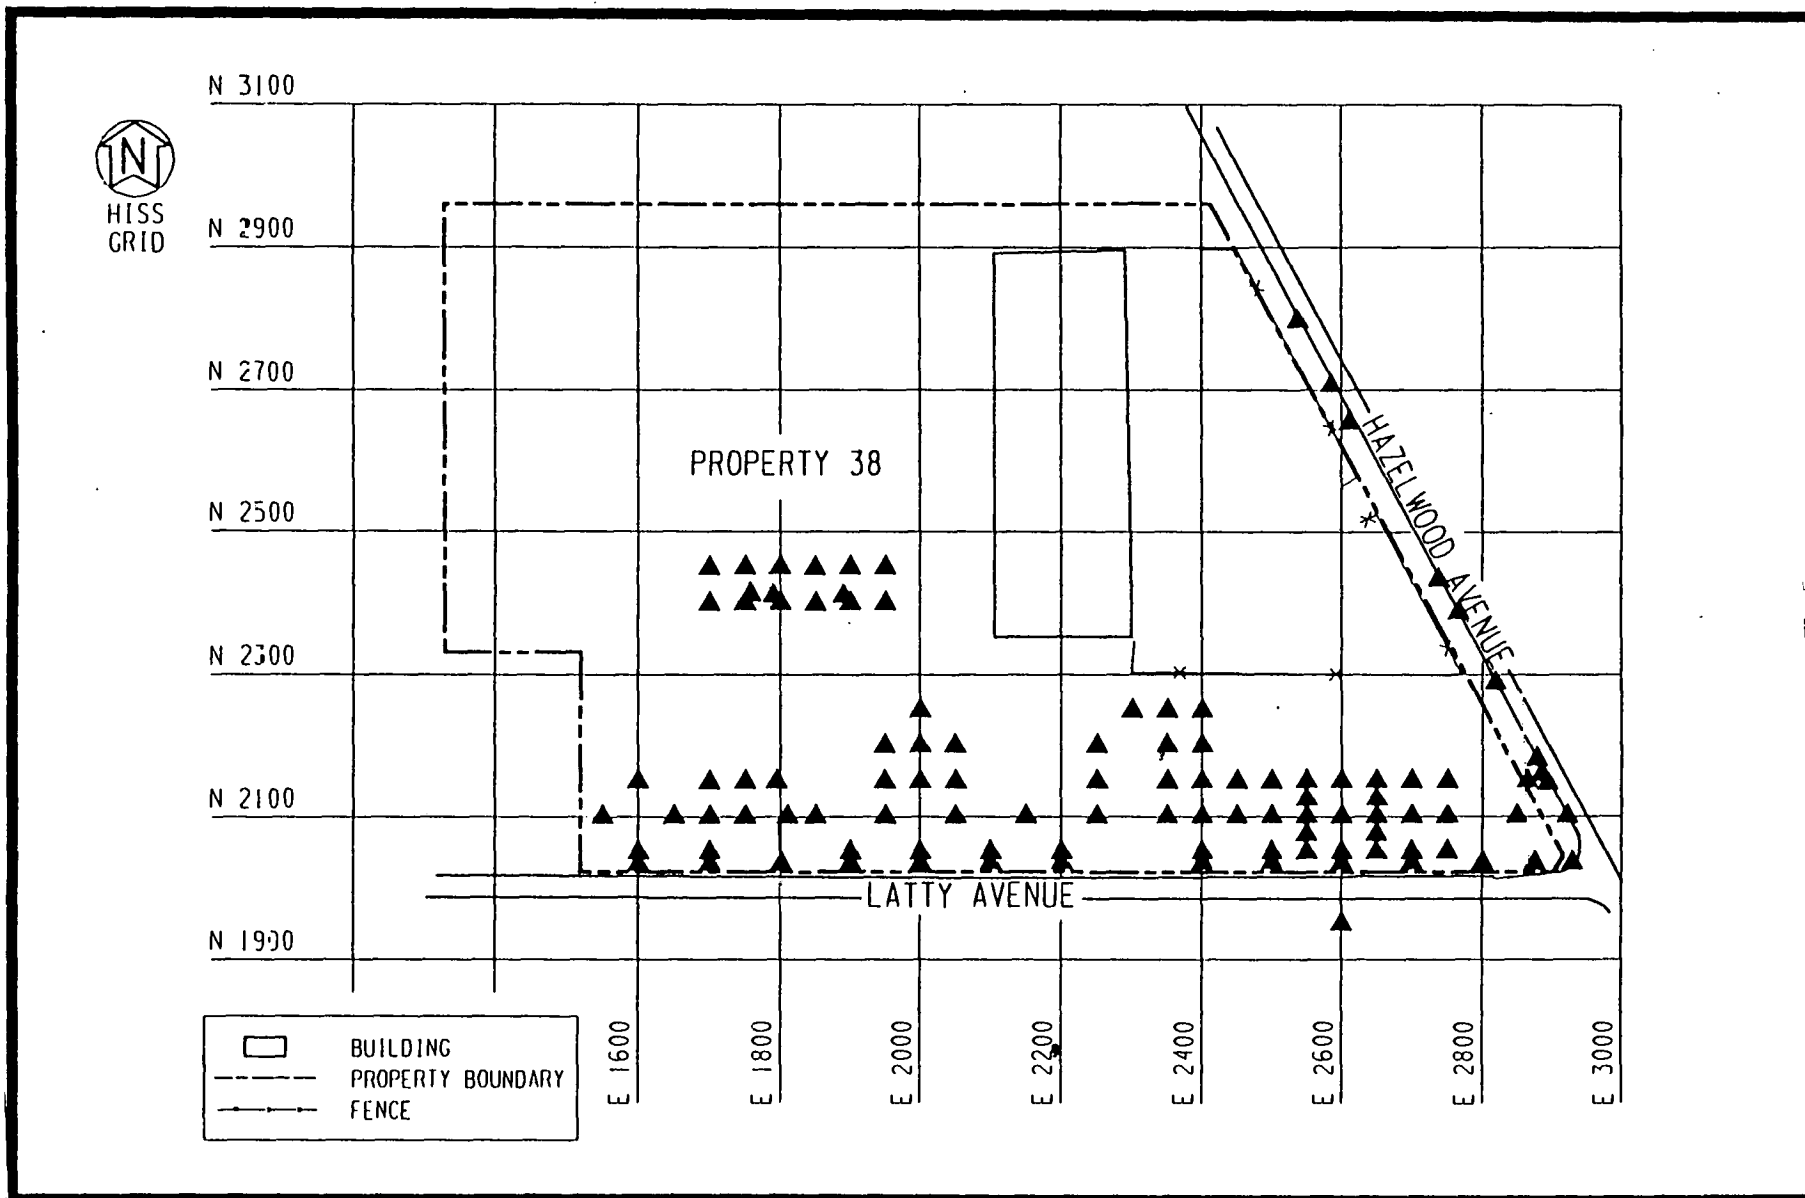 N 3100
N
HISS
GRID
N 2900
N 2700
PROPERTY 38
HAZELWOOD AVENUE
N 2500
N 2300
N 2100
LATTY AVENUE
N 1900
E 1600
E 1800
E 2000
E 2200
E 2400
E 2600
E 2800
E 3000
BUILDING
PROPERTY BOUNDARY
FENCE